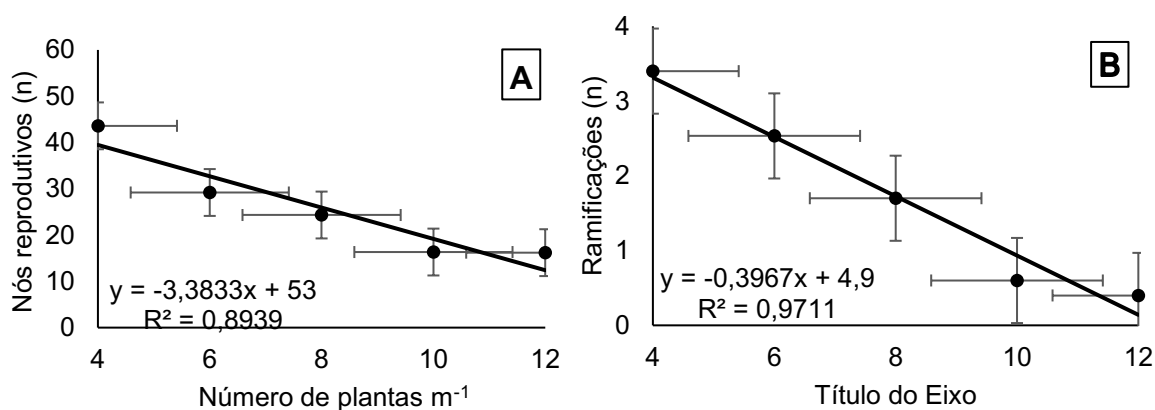 60
50
40
30
20
10
0
Nós reprodutivos (n)
A
y = -3,3833x + 53
R² = 0,8939
4 6 8 10 12
Número de plantas m⁻¹
4
3
2
1
0
Ramificações (n)
B
y = -0,3967x + 4,9
R² = 0,9711
4 6 8 10 12
Título do Eixo